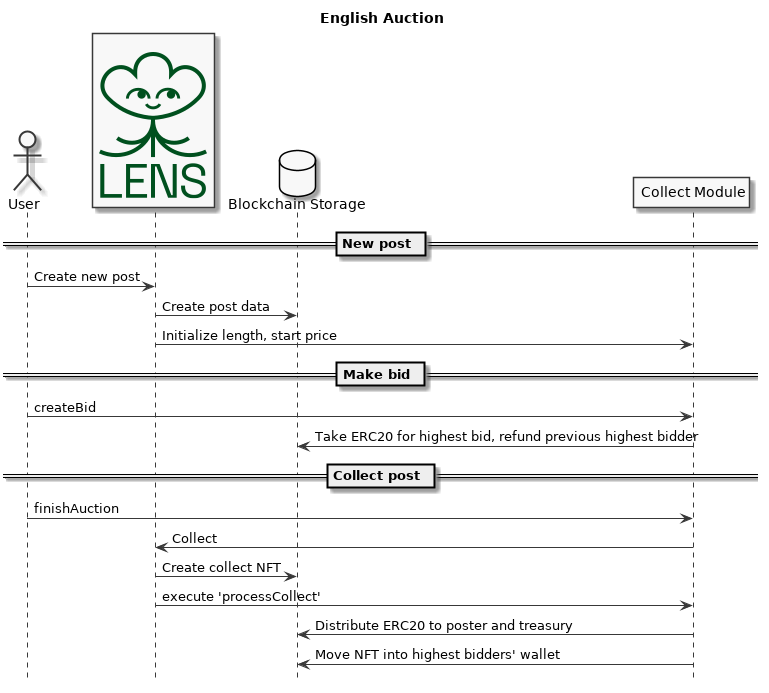 English Auction
LENS
User
Blockchain Storage
Collect Module
New post
Create new post
Create post data
Initialize length, start price
Make bid
createBid
Take ERC20 for highest bid, refund previous highest bidder
Collect post
finishAuction
Collect
Create collect NFT
execute 'processCollect'
Distribute ERC20 to poster and treasury
Move NFT into highest bidders' wallet